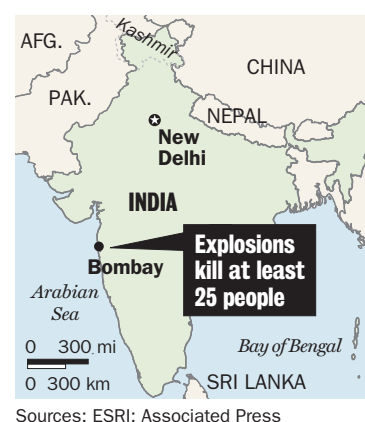 AFG.
Kashmir
CHINA
PAK.
NEPAL
New
Delhi
INDIA
Explosions
kill at least
25 people
Bombay
Arabian
Sea
0 300 mi
Bay of Bengal
0 300 km
SRI LANKA
Sources: ESRI: Associated Press